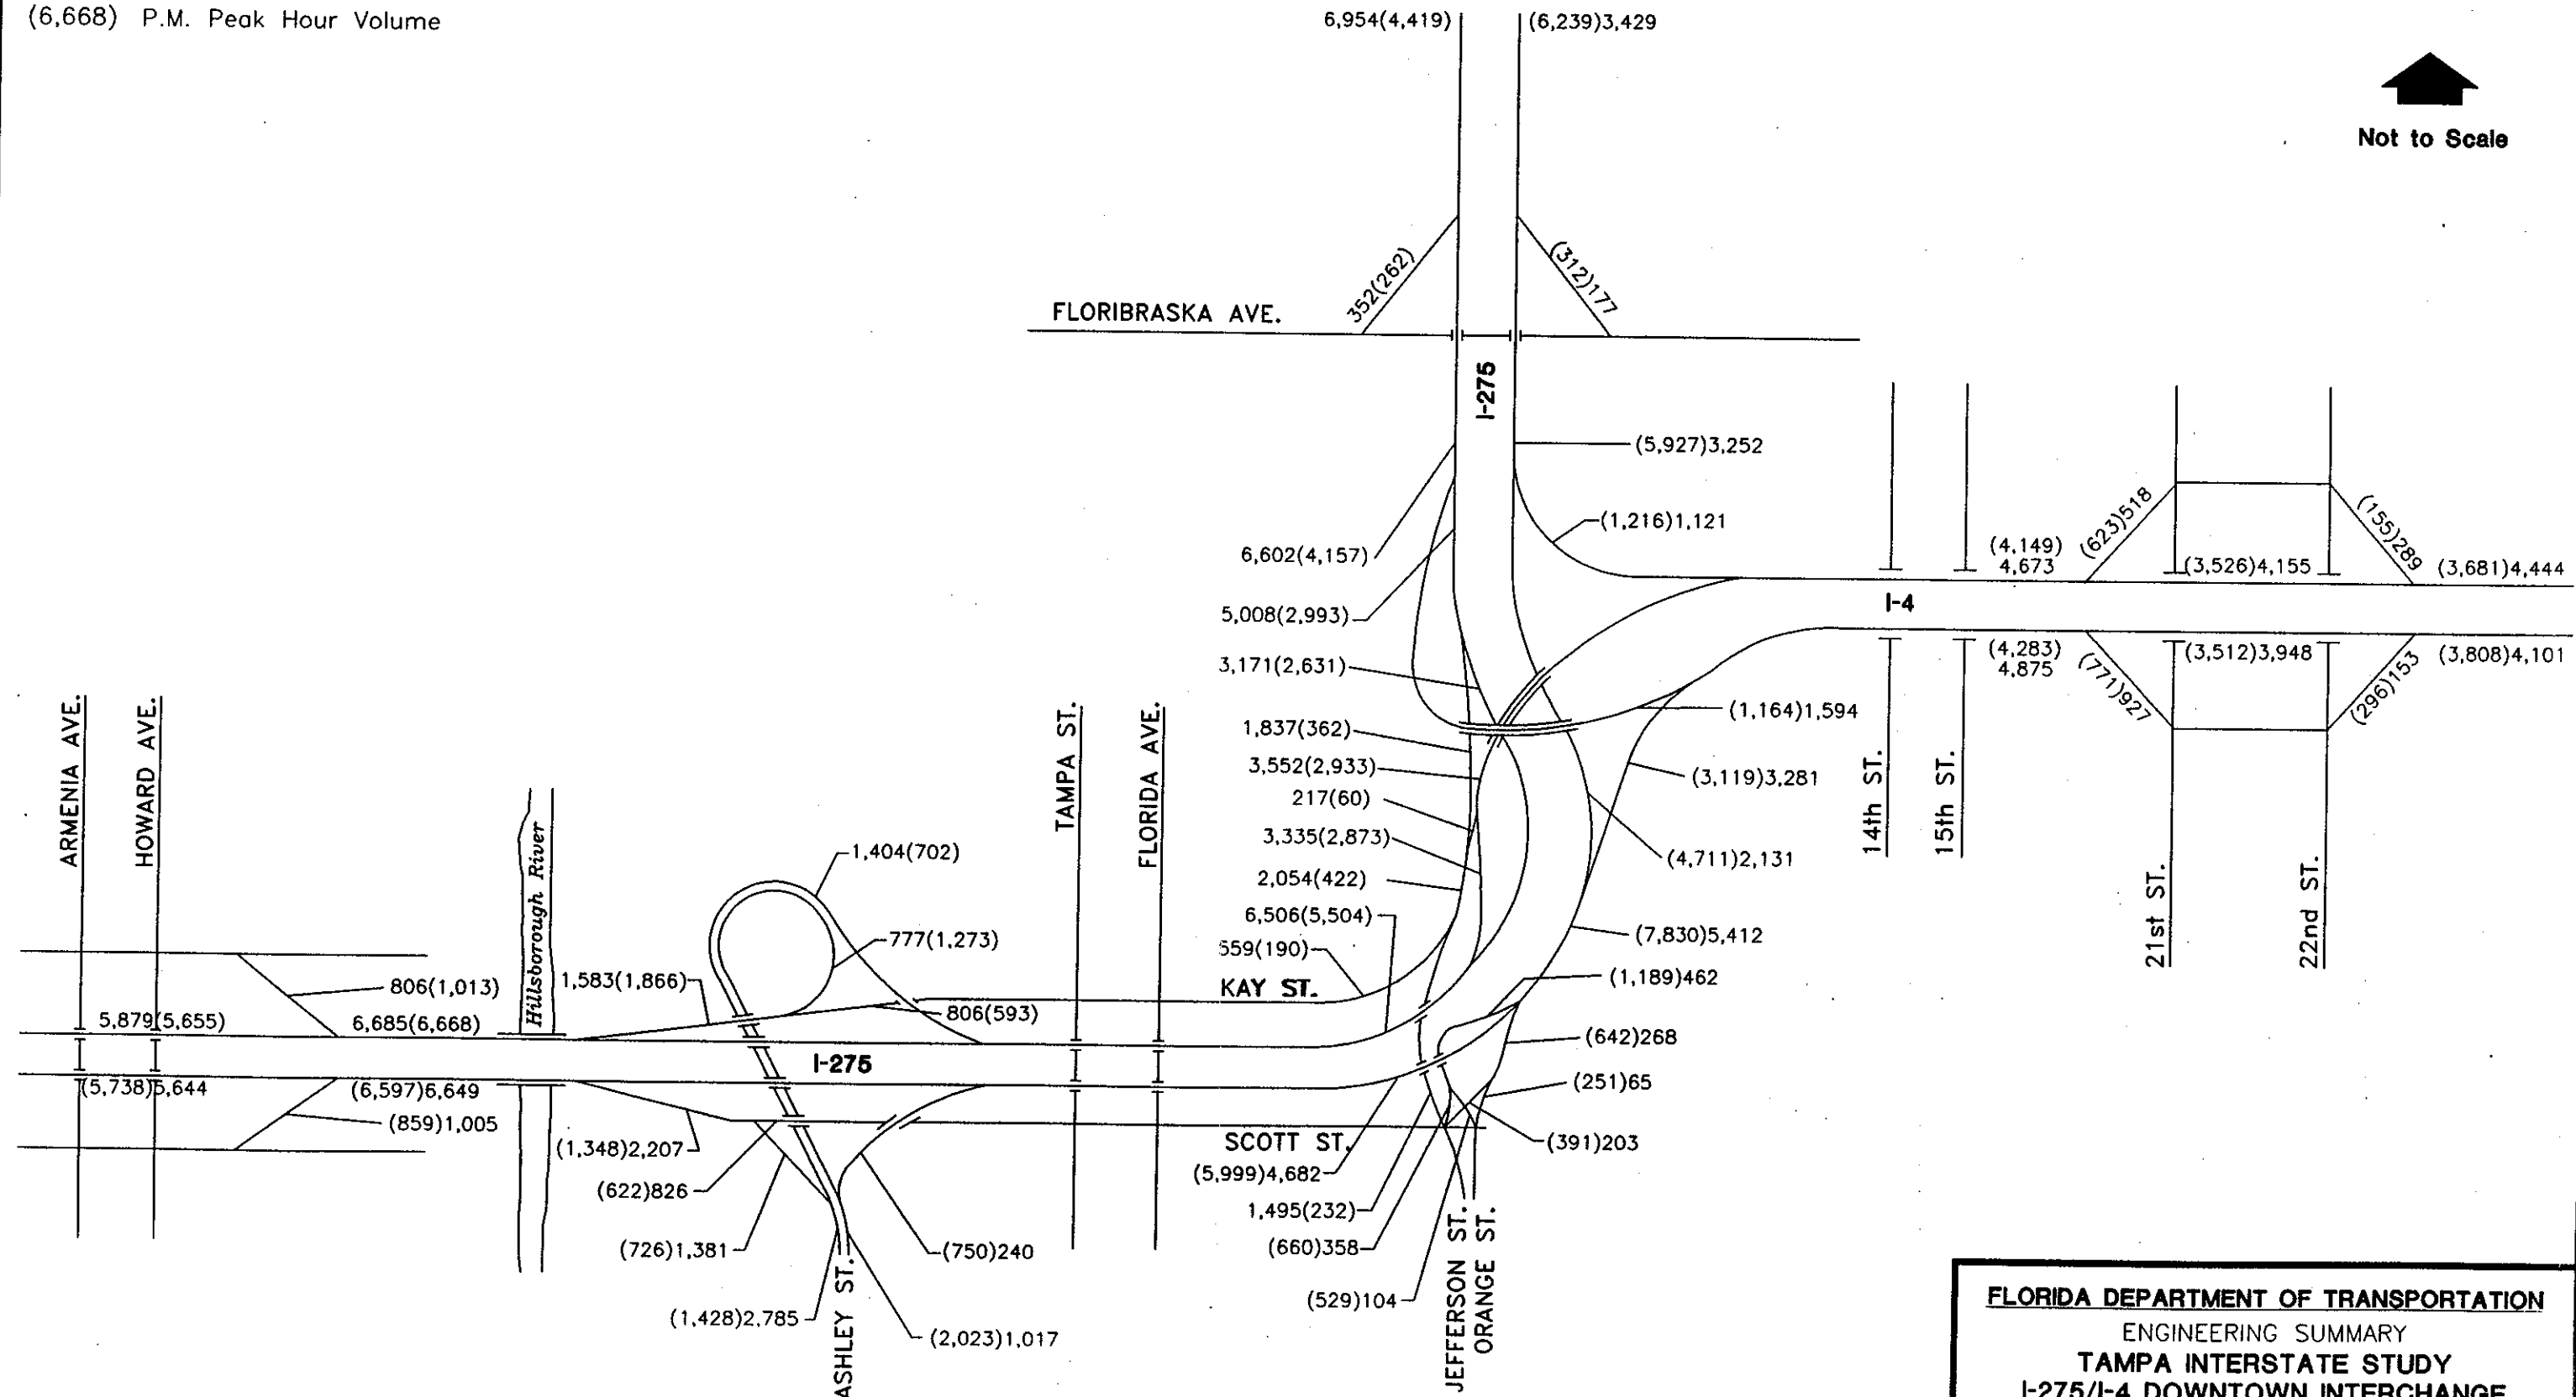 (6,668) P.M. Peak Hour Volume
6,954(4,419)
(6,239)3,429
Not to Scale
352(262)
(312)177
FLORIBRASKA AVE.
I-275
(5,927)3,252
(1,216)1,121
6,602(4,157)
5,008(2,993)
3,171(2,631)
1,837(362)
3,552(2,933)
217(60)
3,335(2,873)
2,054(422)
6,506(5,504)
559(190)
KAY ST.
(4,149)
4,673
(623)518
(3,526)4,155
(155)289
(3,681)4,444
I-4
(4,283)
4,875
(771)927
(3,512)3,948
(296)153
(3,808)4,101
(1,164)1,594
(3,119)3,281
(4,711)2,131
(7,830)5,412
(1,189)462
(642)268
(251)65
(391)203
14th ST.
15th ST.
21st ST.
22nd ST.
ARMENIA AVE.
HOWARD AVE.
Hillsborough River
TAMPA ST.
FLORIDA AVE.
1,404(702)
777(1,273)
1,583(1,866)
806(593)
806(1,013)
5,879(5,655)
6,685(6,668)
I-275
(5,738)5,644
(6,597)6,649
(859)1,005
(1,348)2,207
(622)826
(726)1,381
(750)240
(1,428)2,785
(2,023)1,017
ASHLEY ST.
SCOTT ST.
(5,999)4,682
1,495(232)
(660)358
(529)104
JEFFERSON ST.
ORANGE ST.
FLORIDA DEPARTMENT OF TRANSPORTATION
ENGINEERING SUMMARY
TAMPA INTERSTATE STUDY
I-275/I-4 DOWNTOWN INTERCHANGE